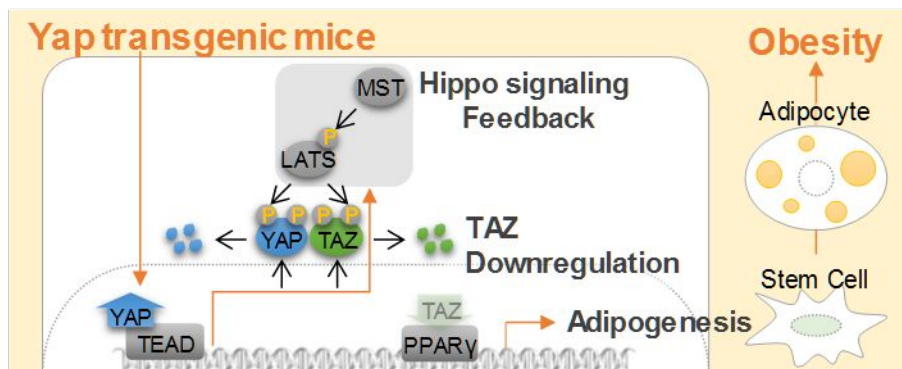 Yap transgenic mice
Obesity
MST
Hippo signaling
Feedback
Adipocyte
P
LATS
P P P P
YAP TAZ
TAZ
Downregulation
Stem Cell
YAP
TEAD
TAZ
PPARγ
Adipogenesis